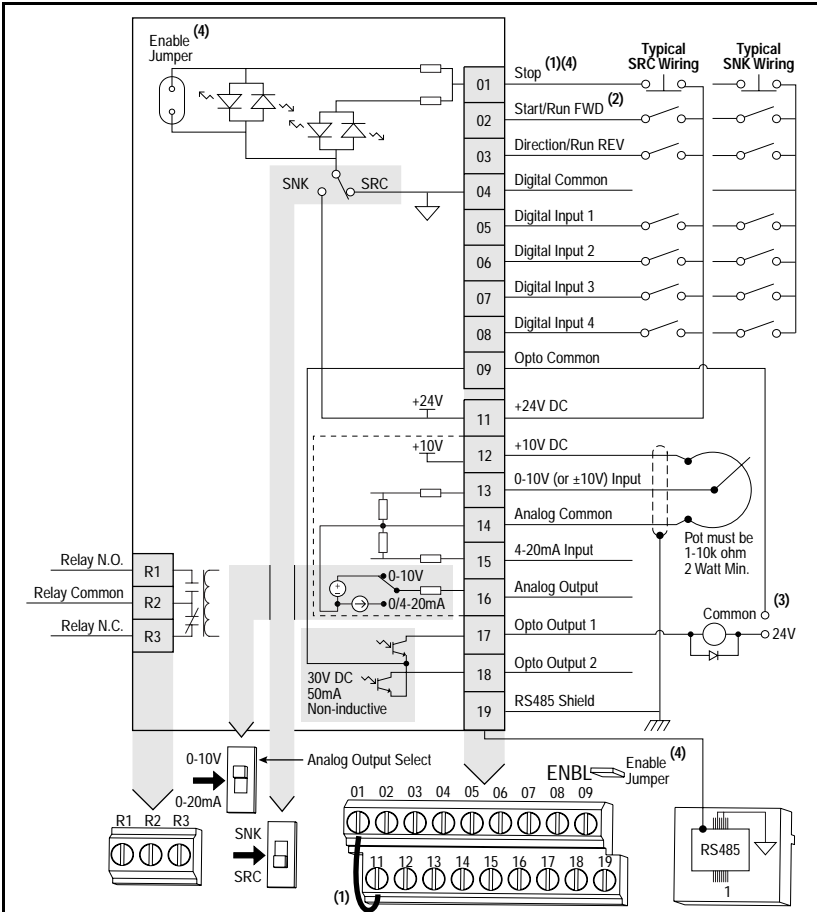 Enable (4)
Jumper
Typical
SRC Wiring
Typical
SNK Wiring
01 Stop (1)(4)
02 Start/Run FWD (2)
03 Direction/Run REV
SNK SRC 04 Digital Common
05 Digital Input 1
06 Digital Input 2
07 Digital Input 3
08 Digital Input 4
09 Opto Common
+24V 11 +24V DC
+10V 12 +10V DC
13 0-10V (or ±10V) Input
14 Analog Common
Pot must be
1-10k ohm
2 Watt Min.
15 4-20mA Input
Relay N.O. R1
Relay Common R2
Relay N.C. R3
0-10V
0/4-20mA
16 Analog Output
17 Opto Output 1
Common (3)
24V
18 Opto Output 2
30V DC
50mA
Non-inductive
19 RS485 Shield
0-10V
0-20mA
Analog Output Select
ENBL Enable (4)
Jumper
R1 R2 R3
SNK
SRC
01 02 03 04 05 06 07 08 09
11 12 13 14 15 16 17 18 19
(1)
RS485
1